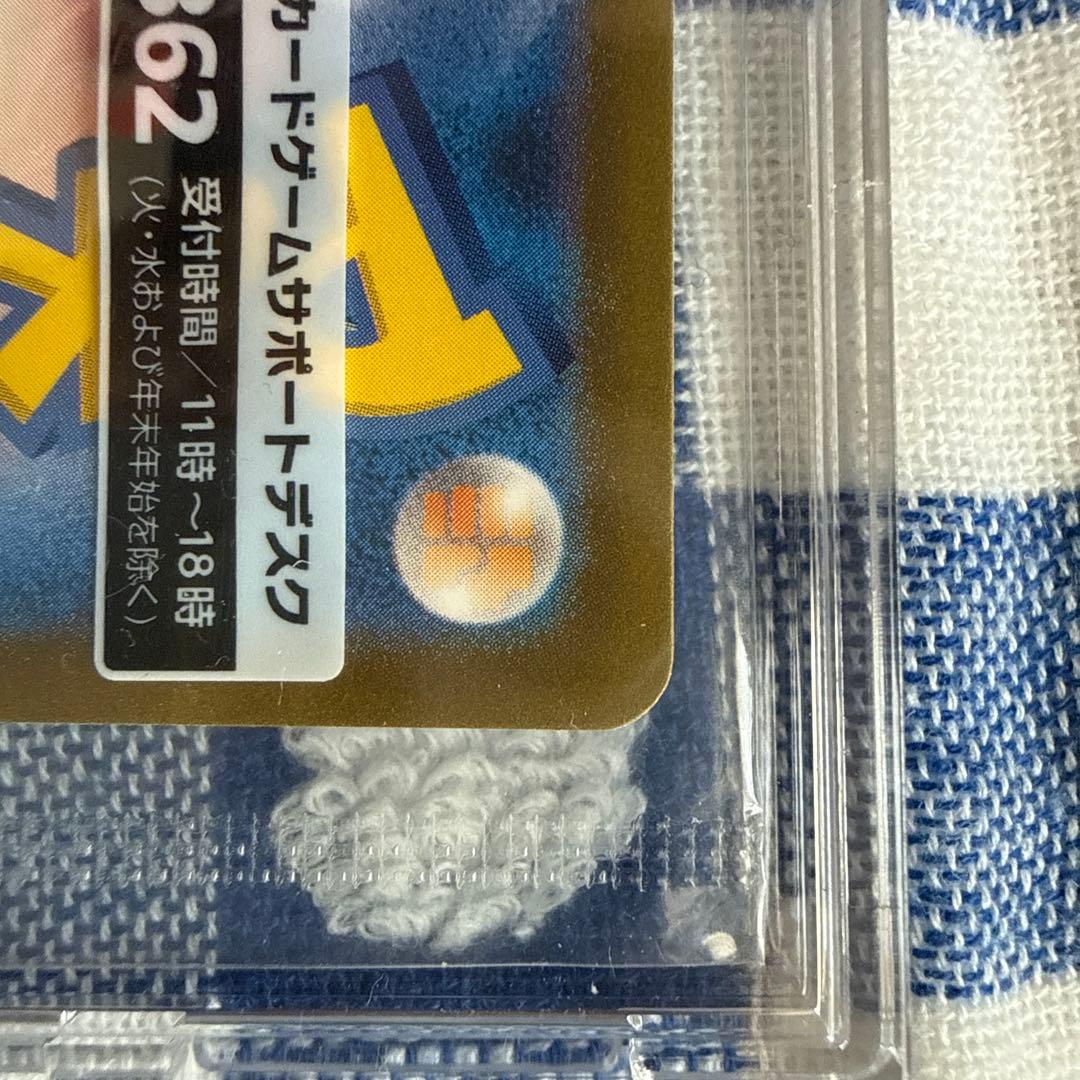 カードゲームサポートデスク
362
受付時間／11時～18時
(火・水および年末年始を除く)